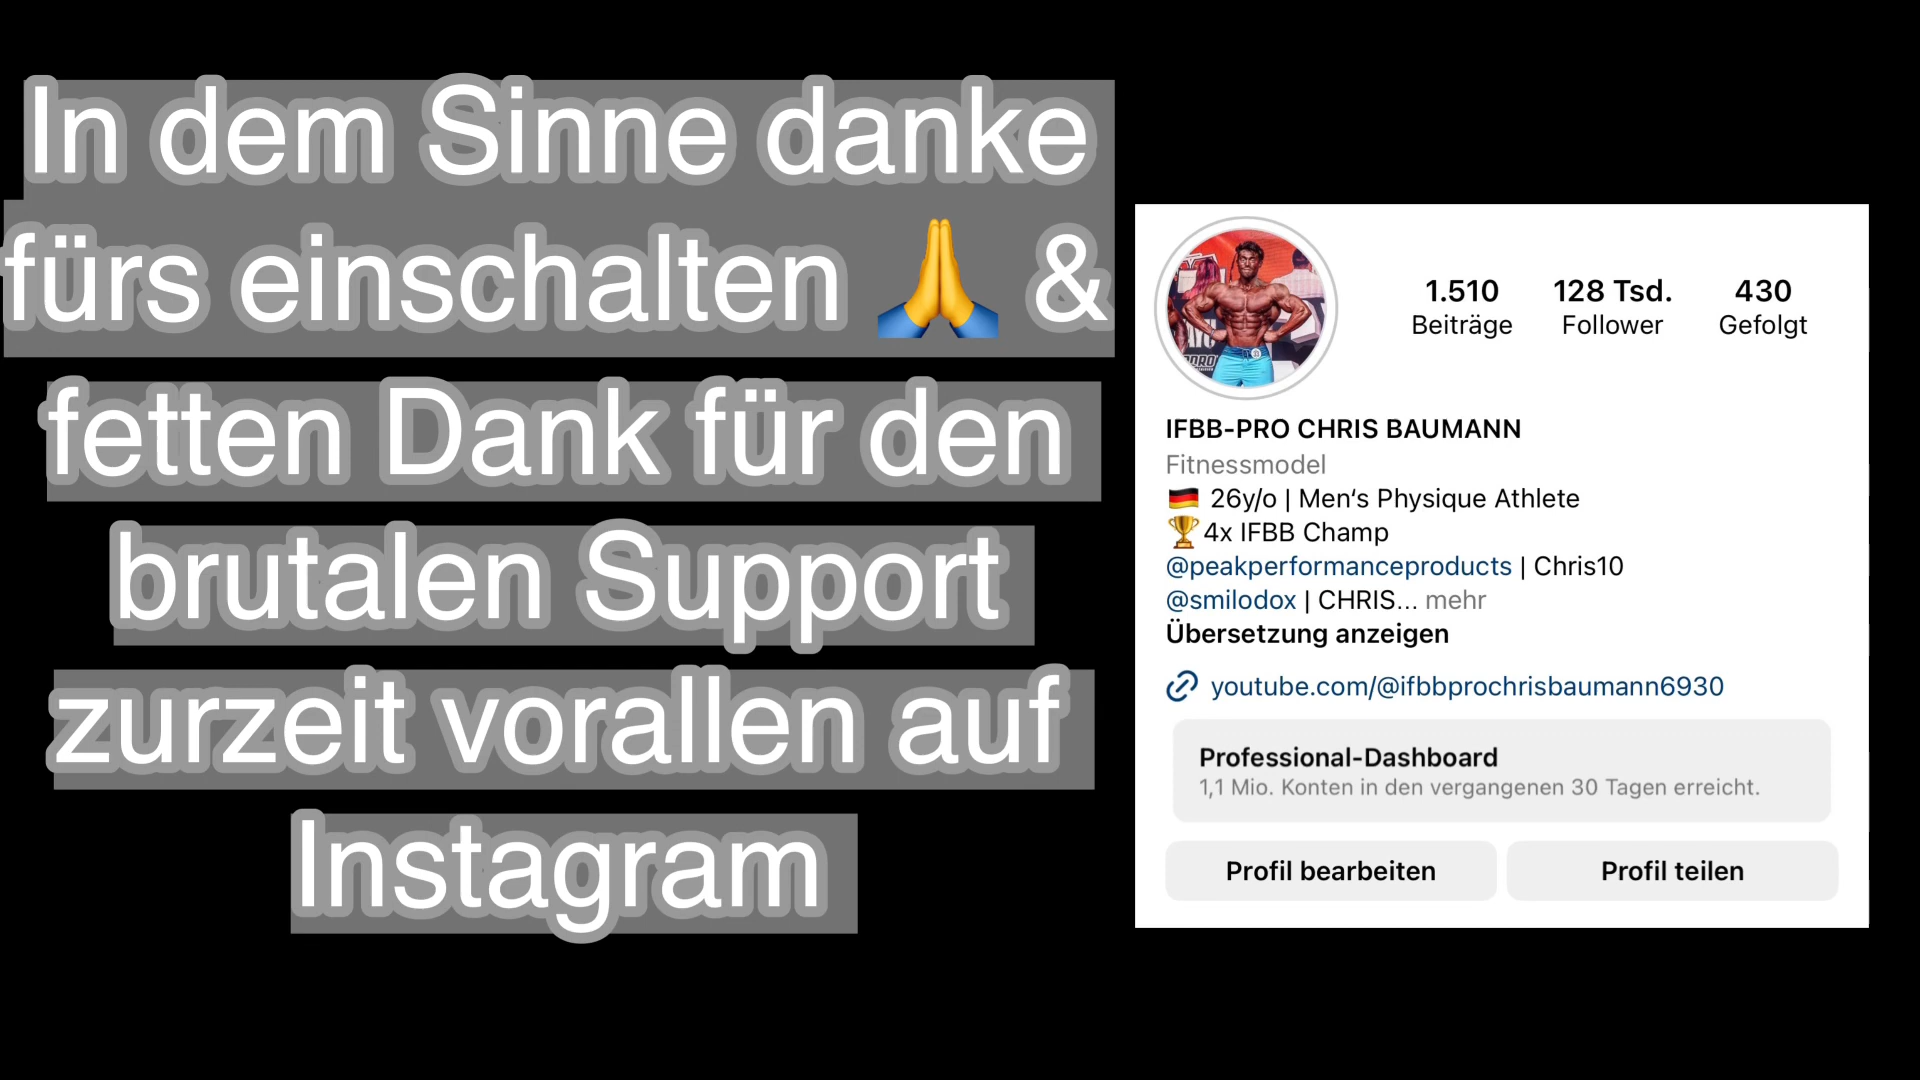 In dem Sinne danke
fürs einschalten 🙏 &
fetten Dank für den
brutalen Support
zurzeit vorallen auf
Instagram
1.510 128 Tsd. 430
Beiträge Follower Gefolgt
IFBB-PRO CHRIS BAUMANN
Fitnessmodel
🇩🇪 26y/o | Men‘s Physique Athlete
🏆4x IFBB Champ
@peakperformanceproducts | Chris10
@smilodox | CHRIS... mehr
Übersetzung anzeigen
youtube.com/@ifbbprochrisbaumann6930
Professional-Dashboard
1,1 Mio. Konten in den vergangenen 30 Tagen erreicht.
Profil bearbeiten Profil teilen